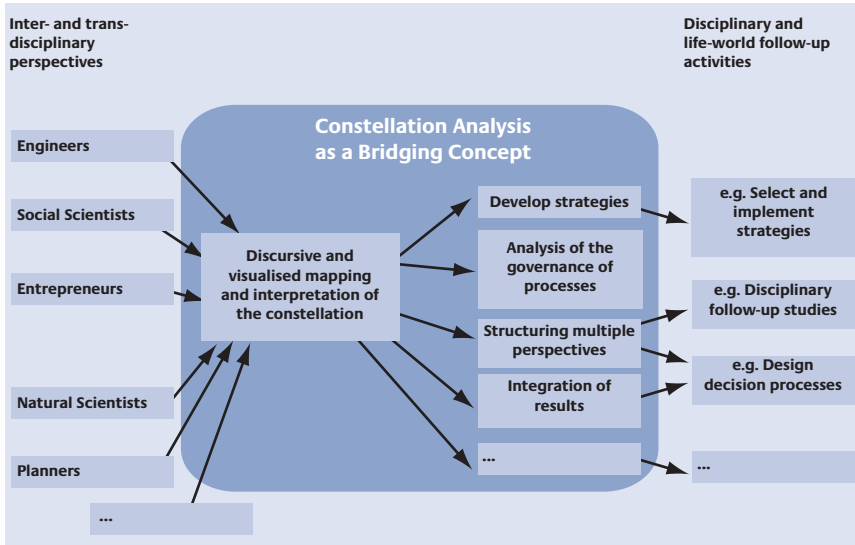 Inter- and trans-
disciplinary
perspectives
Disciplinary and
life-world follow-up
activities
Constellation Analysis
as a Bridging Concept
Engineers
Social Scientists
Entrepreneurs
Natural Scientists
Planners
...
Discursive and
visualised mapping
and interpretation of
the constellation
Develop strategies
Analysis of the
governance of
processes
Structuring multiple
perspectives
Integration of
results
...
e.g. Select and
implement
strategies
e.g. Disciplinary
follow-up studies
e.g. Design
decision processes
...